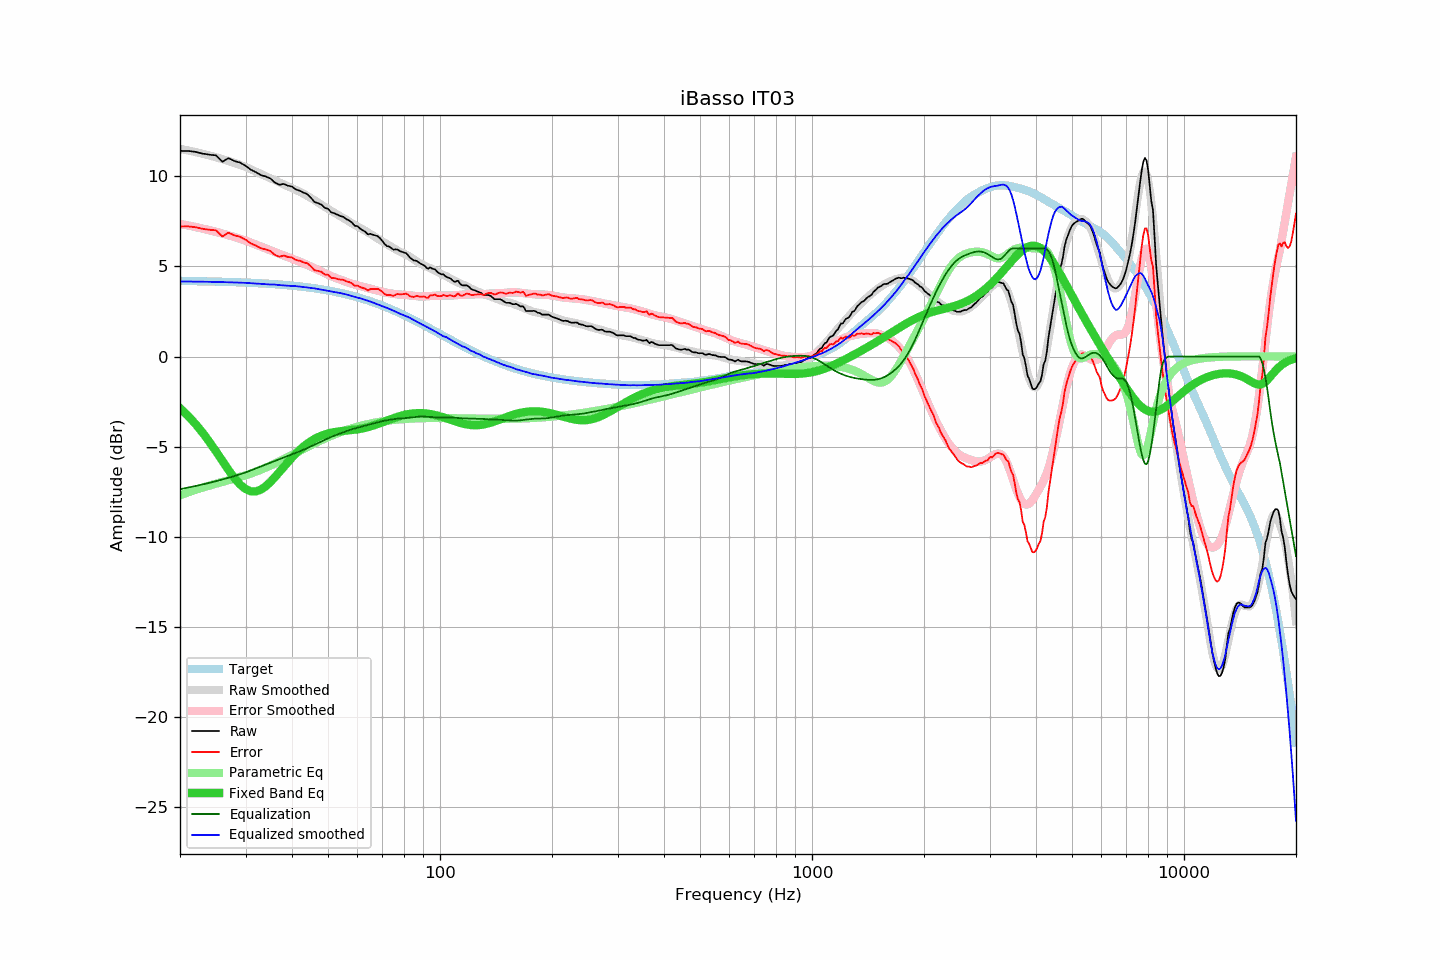 iBasso IT03
Amplitude (dBr)
10
5
0
−5
−10
−15
−20
−25
Target
Raw Smoothed
Error Smoothed
Raw
Error
Parametric Eq
Fixed Band Eq
Equalization
Equalized smoothed
100
1000
10000
Frequency (Hz)